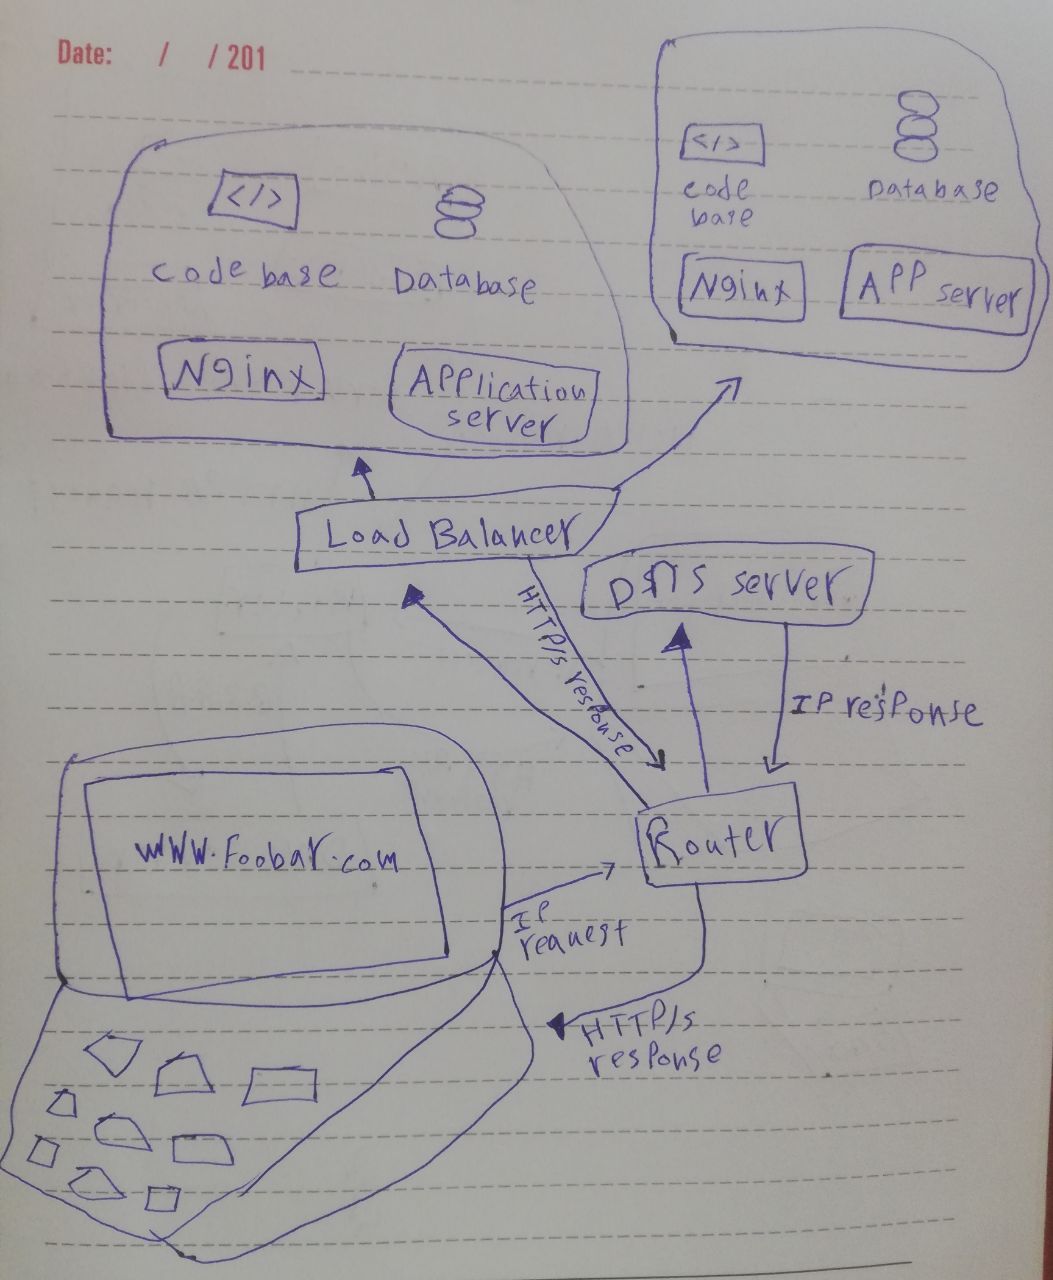 Date: / / 201
</>
code
base
Database
Nginx
APP server
</>
Code base
Database
Nginx
Application
server
Load Balancer
DNS server
HTTP/s response
IP response
www.Foobar.com
Router
IP
request
HTTP/s
response